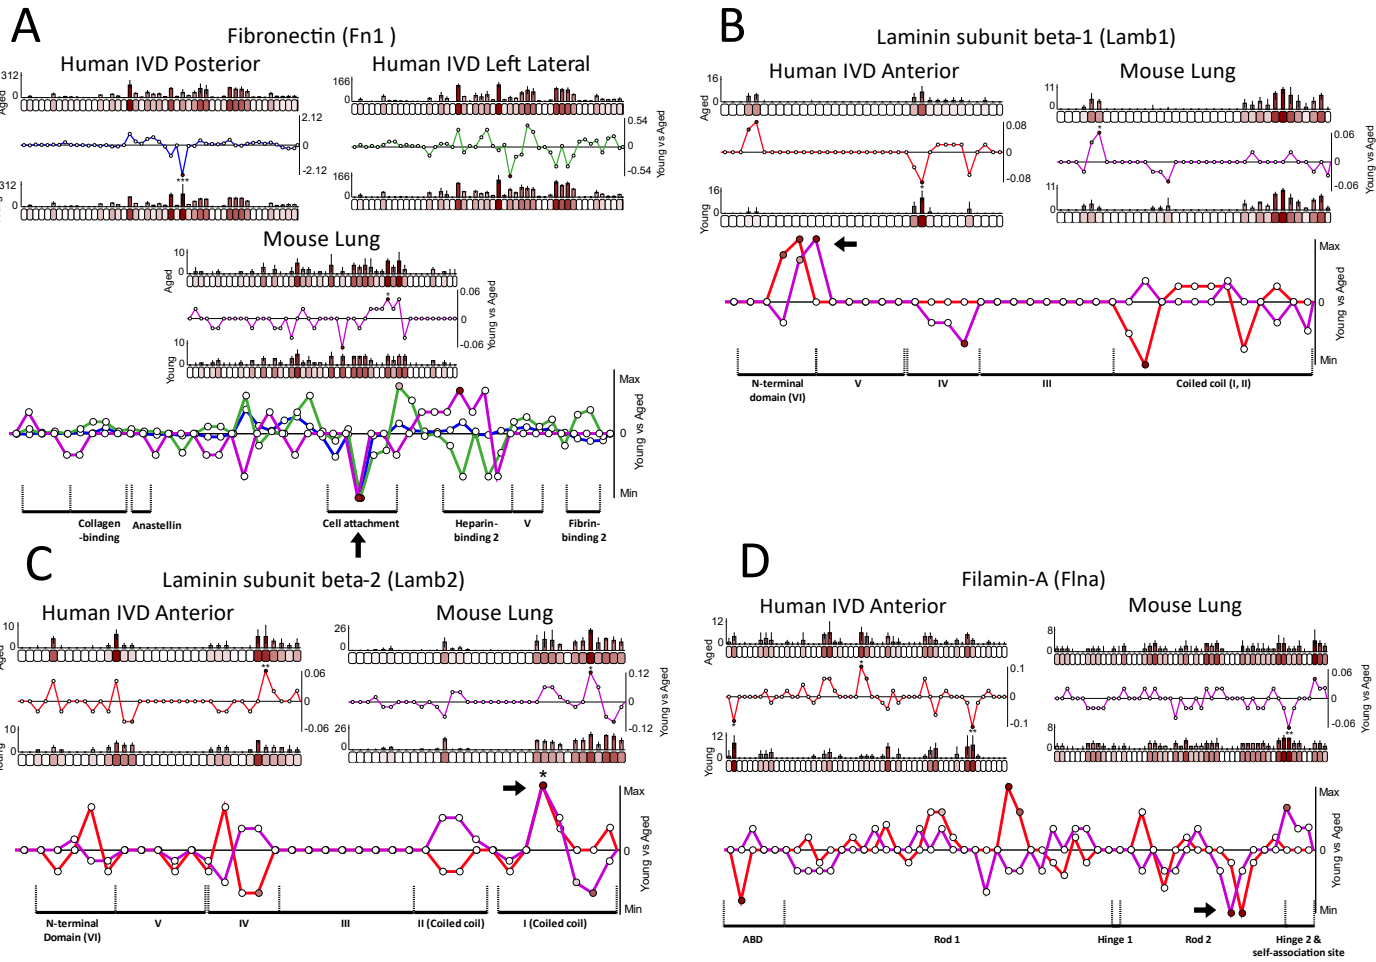 A
Fibronectin (Fn1 )
Human IVD Posterior
Human IVD Left Lateral
312
0
Aged
166
0
2.12
0
-2.12
0.54
0
-0.54
Young vs Aged
***
312
0
166
0
Mouse Lung
10
0
Aged
*
0.06
0
-0.06
Young vs Aged
10
0
Young
Max
0
Min
Young vs Aged
Collagen
-binding
Anastellin
Cell attachment
Heparin-
binding 2
V
Fibrin-
binding 2
B
Laminin subunit beta-1 (Lamb1)
Human IVD Anterior
Mouse Lung
16
0
Aged
11
0
0.08
0
-0.08
*
0.06
0
-0.06
Young vs Aged
16
0
Young
*
11
0
Max
0
Min
Young vs Aged
N-terminal
domain (VI)
V
IV
III
Coiled coil (I, II)
C
Laminin subunit beta-2 (Lamb2)
Human IVD Anterior
Mouse Lung
10
0
Aged
26
0
**
0.06
0
-0.06
*
0.12
0
-0.12
Young vs Aged
10
0
Young
26
0
*
Max
0
Min
Young vs Aged
N-terminal
Domain (VI)
V
IV
III
II (Coiled coil)
I (Coiled coil)
D
Filamin-A (Flna)
Human IVD Anterior
Mouse Lung
12
0
Aged
8
0
*
0.1
0
-0.1
0.06
0
-0.06
Young vs Aged
*
**
**
12
0
Young
8
0
Max
0
Min
Young vs Aged
ABD
Rod 1
Hinge 1
Rod 2
Hinge 2 &
self-association site